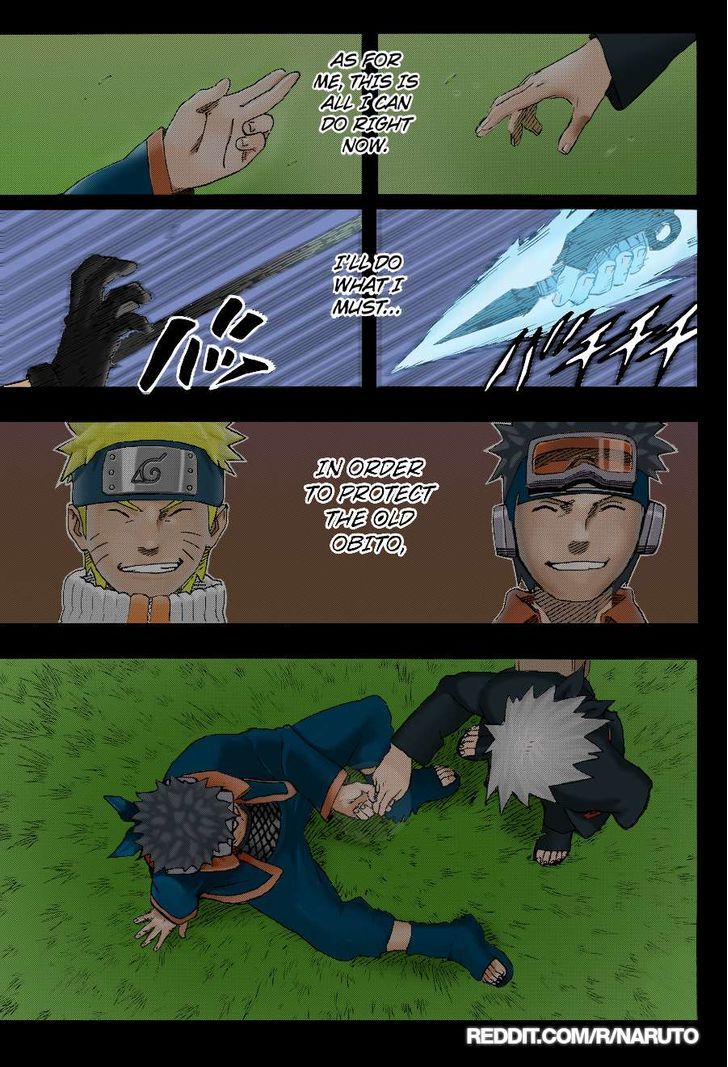 AS FOR
ME, THIS IS
ALL I CAN
DO RIGHT
NOW.
I'LL DO
WHAT I
MUST...
バッ
バチチチ
IN ORDER
TO PROTECT
THE OLD
OBITO,
REDDIT.COM/R/NARUTO